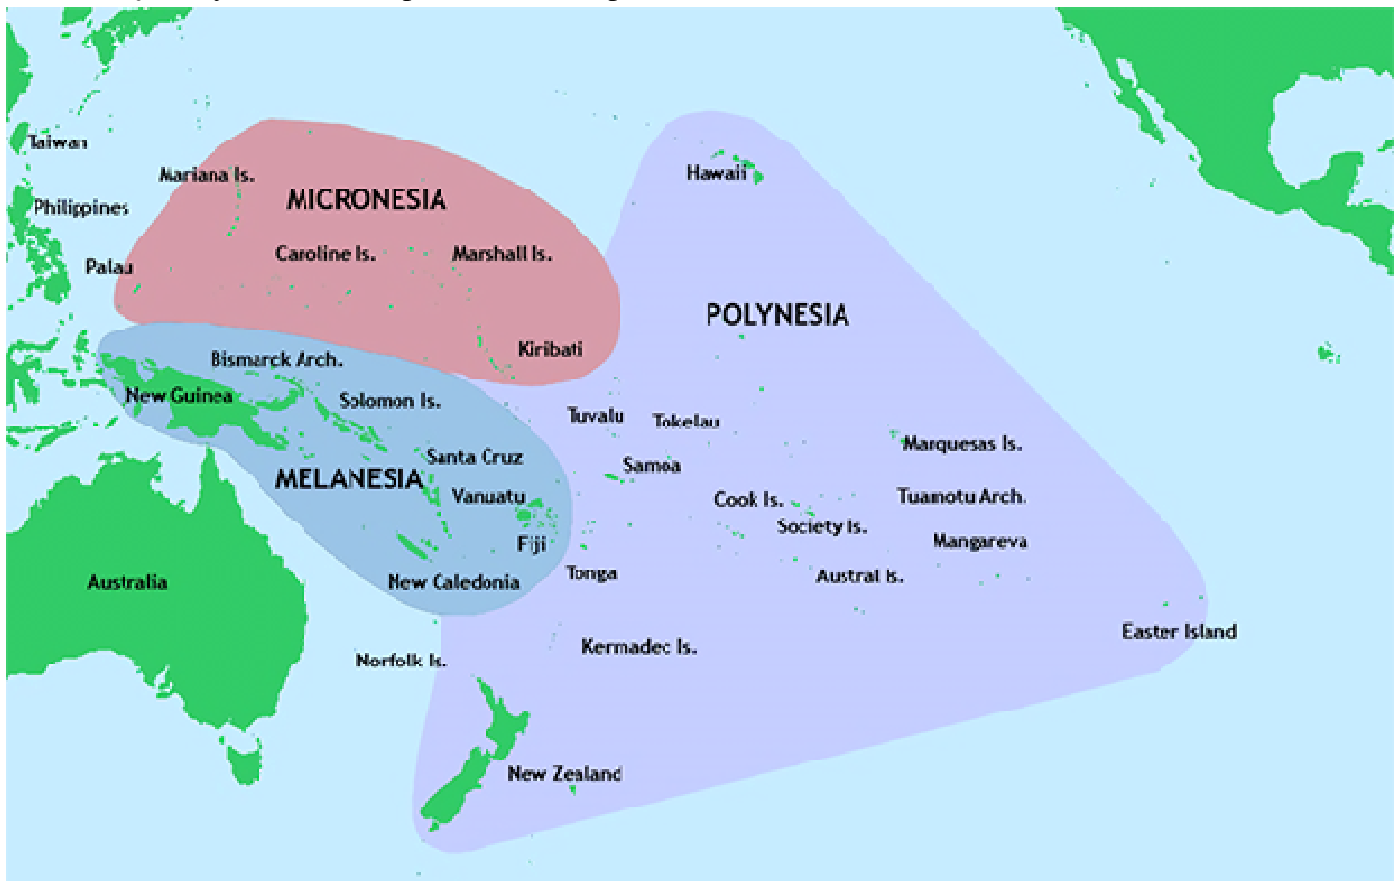 Taiwan
Mariana Is.
MICRONESIA
Hawaii
Philippines
Palau
Caroline Is.
Marshall Is.
POLYNESIA
Kiribati
Bismarck Arch.
New Guinea
Solomon Is.
Tuvalu
Tokelau
Marquesas Is.
Santa Cruz
Samoa
MELANESIA
Vanuatu
Cook Is.
Tuamotu Arch.
Society Is.
Fiji
Mangareva
Australia
New Caledonia
Tonga
Austral Is.
Easter Island
Kermadec Is.
Norfolk Is.
New Zealand